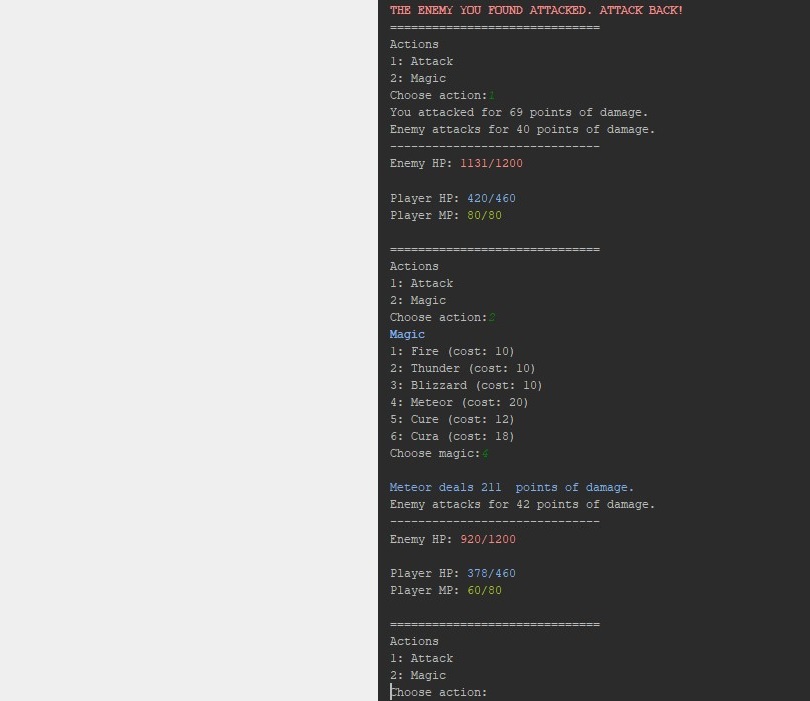 THE ENEMY YOU FOUND ATTACKED. ATTACK BACK!
==============================
Actions
1: Attack
2: Magic
Choose action:1
You attacked for 69 points of damage.
Enemy attacks for 40 points of damage.
------------------------------
Enemy HP: 1131/1200
Player HP: 420/460
Player MP: 80/80
==============================
Actions
1: Attack
2: Magic
Choose action:2
Magic
1: Fire (cost: 10)
2: Thunder (cost: 10)
3: Blizzard (cost: 10)
4: Meteor (cost: 20)
5: Cure (cost: 12)
6: Cura (cost: 18)
Choose magic:4
Meteor deals 211  points of damage.
Enemy attacks for 42 points of damage.
------------------------------
Enemy HP: 920/1200
Player HP: 378/460
Player MP: 60/80
==============================
Actions
1: Attack
2: Magic
Choose action: